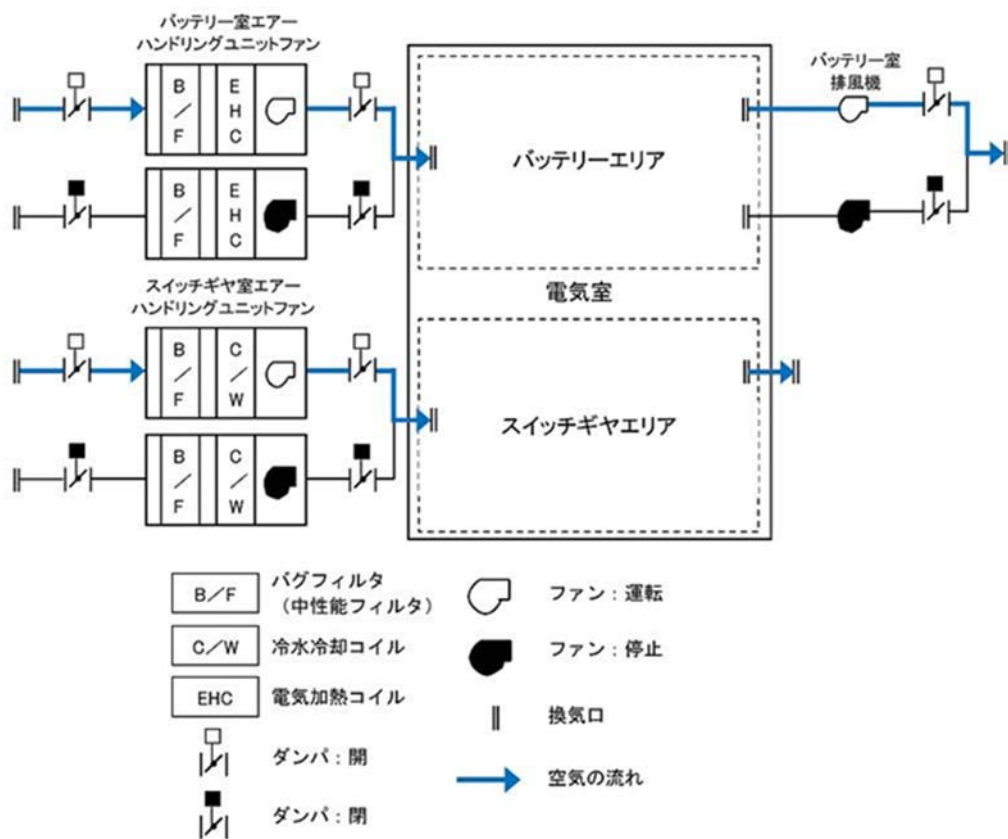 バッテリー室エアー
ハンドリングユニットファン
B/F
EHC
B/F
EHC
バッテリーエリア
バッテリー室
排風機
電気室
スイッチギヤ室エアー
ハンドリングユニットファン
B/F
C/W
B/F
C/W
スイッチギヤエリア
B/F
バグフィルタ
(中性能フィルタ)
C/W
冷水冷却コイル
EHC
電気加熱コイル
ダンパ:開
ダンパ:閉
ファン:運転
ファン:停止
換気口
空気の流れ